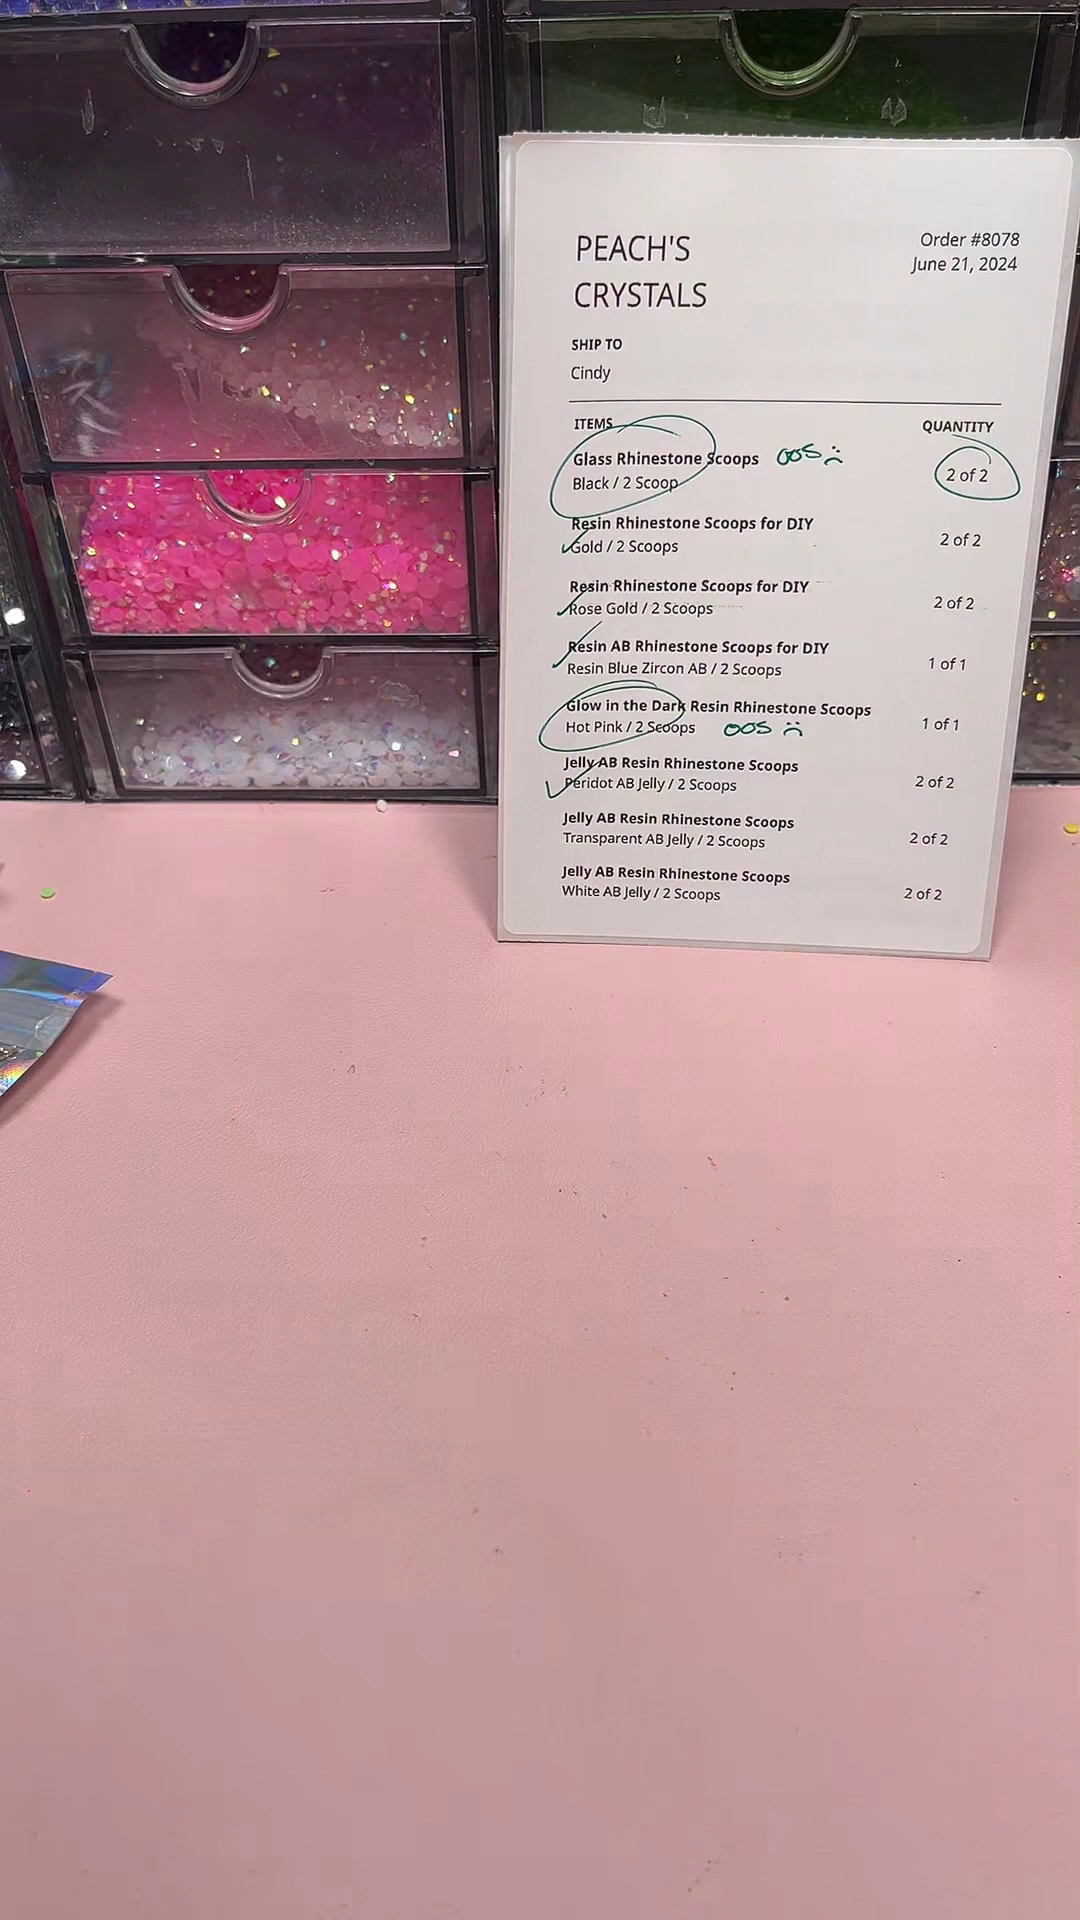 PEACH'S
CRYSTALS
Order #8078
June 21, 2024
SHIP TO
Cindy
ITEMS QUANTITY
Glass Rhinestone Scoops OOS :(
Black / 2 Scoop 2 of 2
Resin Rhinestone Scoops for DIY
Gold / 2 Scoops 2 of 2
Resin Rhinestone Scoops for DIY
Rose Gold / 2 Scoops 2 of 2
Resin AB Rhinestone Scoops for DIY
Resin Blue Zircon AB / 2 Scoops 1 of 1
Glow in the Dark Resin Rhinestone Scoops
Hot Pink / 2 Scoops OOS :( 1 of 1
Jelly AB Resin Rhinestone Scoops
Peridot AB Jelly / 2 Scoops 2 of 2
Jelly AB Resin Rhinestone Scoops
Transparent AB Jelly / 2 Scoops 2 of 2
Jelly AB Resin Rhinestone Scoops
White AB Jelly / 2 Scoops 2 of 2